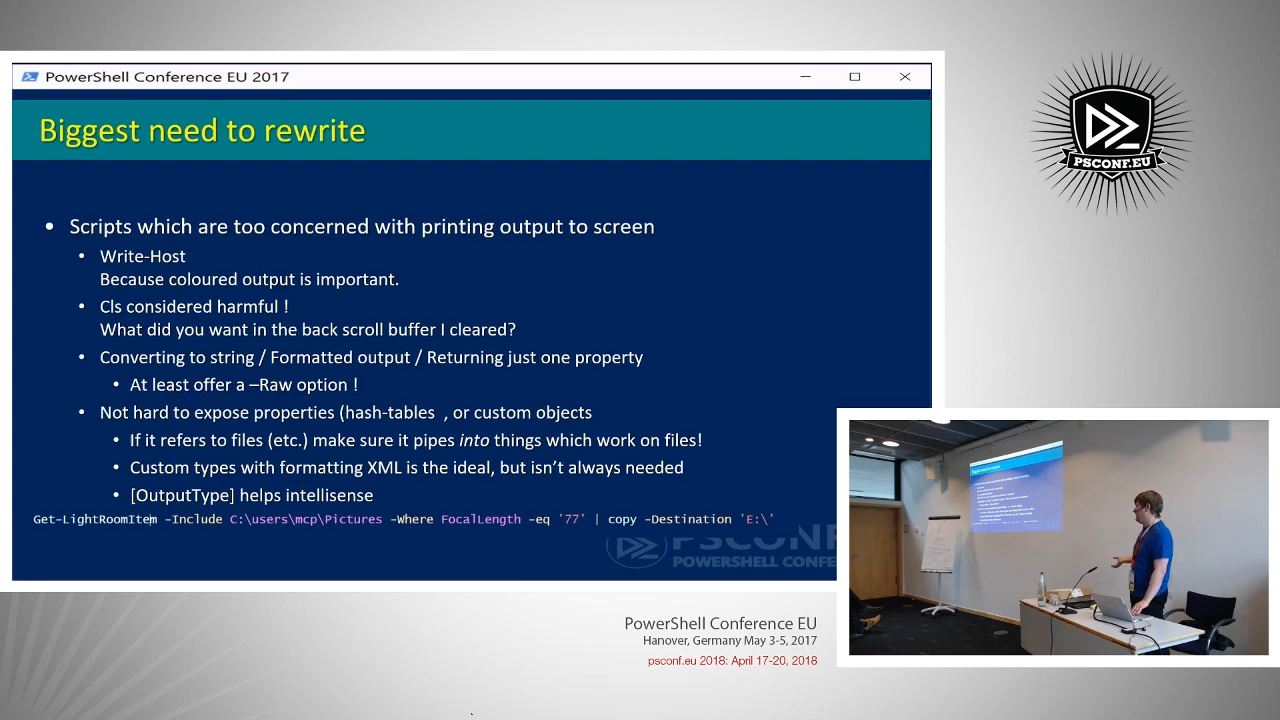 PowerShell Conference EU 2017
Biggest need to rewrite
• Scripts which are too concerned with printing output to screen
• Write-Host
Because coloured output is important.
• Cls considered harmful !
What did you want in the back scroll buffer I cleared?
• Converting to string / Formatted output / Returning just one property
• At least offer a –Raw option !
• Not hard to expose properties (hash-tables , or custom objects
• If it refers to files (etc.) make sure it pipes into things which work on files!
• Custom types with formatting XML is the ideal, but isn't always needed
• [OutputType] helps intellisense
Get-LightRoomItem -Include C:\users\mcp\Pictures -Where FocalLength -eq '77' | copy -Destination 'E:\'
PSCONF
POWERSHELL CONFE
PSCONF.EU
Biggest need to rewrite
PowerShell Conference EU
Hanover, Germany May 3-5, 2017
psconf.eu 2018: April 17-20, 2018